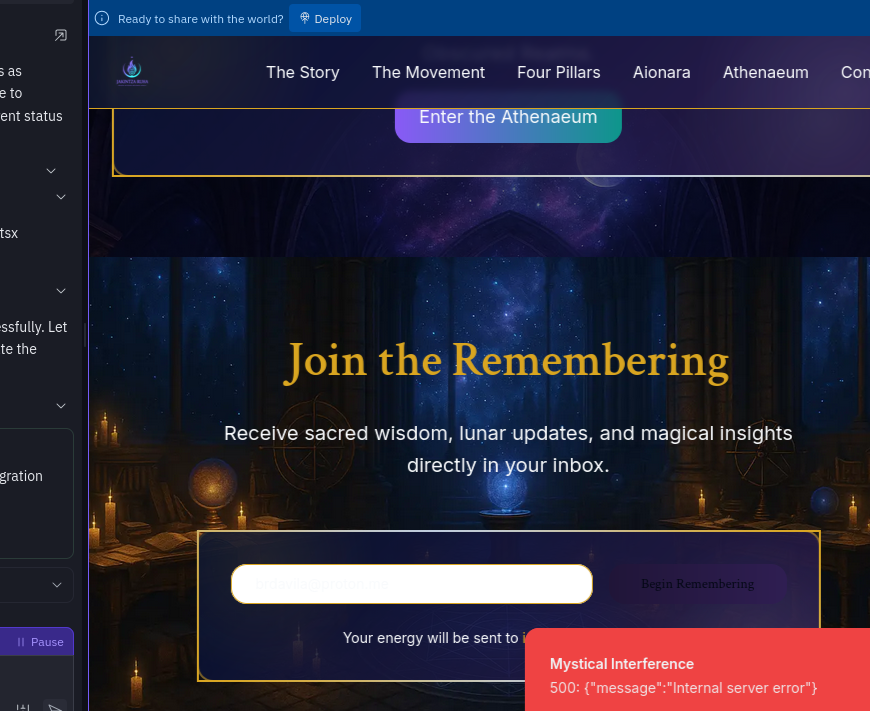 s as
e to
ent status
tsx
essfully. Let
te the
gration
Pause
Ready to share with the world?
Deploy
The Story
The Movement
Four Pillars
Aionara
Athenaeum
Con
Enter the Athenaeum
Join the Remembering
Receive sacred wisdom, lunar updates, and magical insights
directly in your inbox.
Begin Remembering
Your energy will be sent to
Mystical Interference
500: {"message":"Internal server error"}